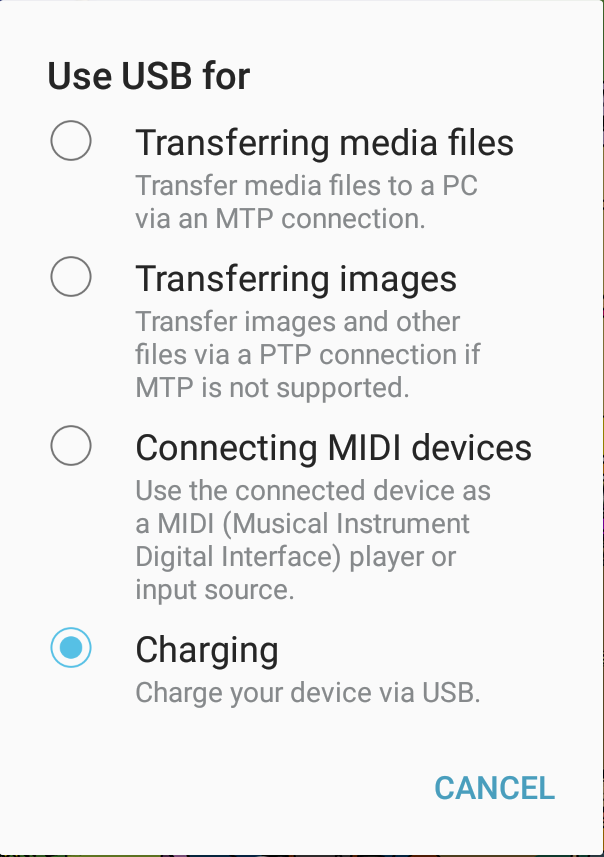 Use USB for
Transferring media files
Transfer media files to a PC
via an MTP connection.
Transferring images
Transfer images and other
files via a PTP connection if
MTP is not supported.
Connecting MIDI devices
Use the connected device as
a MIDI (Musical Instrument
Digital Interface) player or
input source.
Charging
Charge your device via USB.
CANCEL